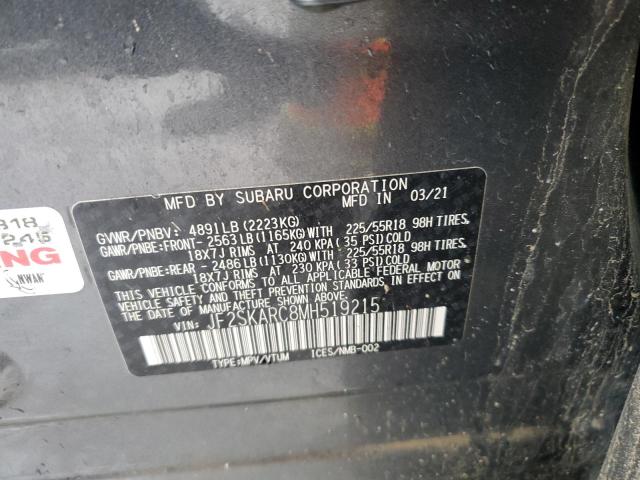 MFD BY SUBARU CORPORATION
MFD IN 03/21
GVWR/PNBV: 4891LB (2223KG)
GAWR/PNBE:FRONT- 2563LB (1165KG)WITH 225/55R18 98H TIRES,
18X7J RIMS AT 240 KPA( 35 PSI)COLD
GAWR/PNBE:REAR - 2486LB (1130KG)WITH 225/55R18 98H TIRES,
18X7J RIMS AT 230 KPA( 33 PSI)COLD
THIS VEHICLE CONFORMS TO ALL APPLICABLE FEDERAL MOTOR
VEHICLE SAFETY AND THEFT PREVENTION STANDARDS IN EFFECT ON
THE DATE OF MANUFACTURE SHOWN ABOVE.
VIN: JF2SKARC8MH519215
TYPE:MPV/VTUM ICES/NMB-002